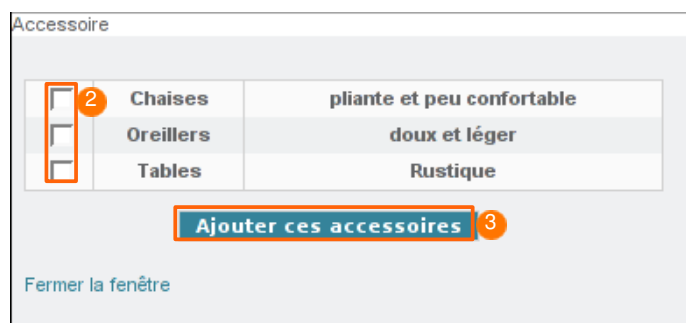 Accessoire
2 Chaises pliante et peu confortable
Oreillers doux et léger
Tables Rustique
Ajouter ces accessoires 3
Fermer la fenêtre